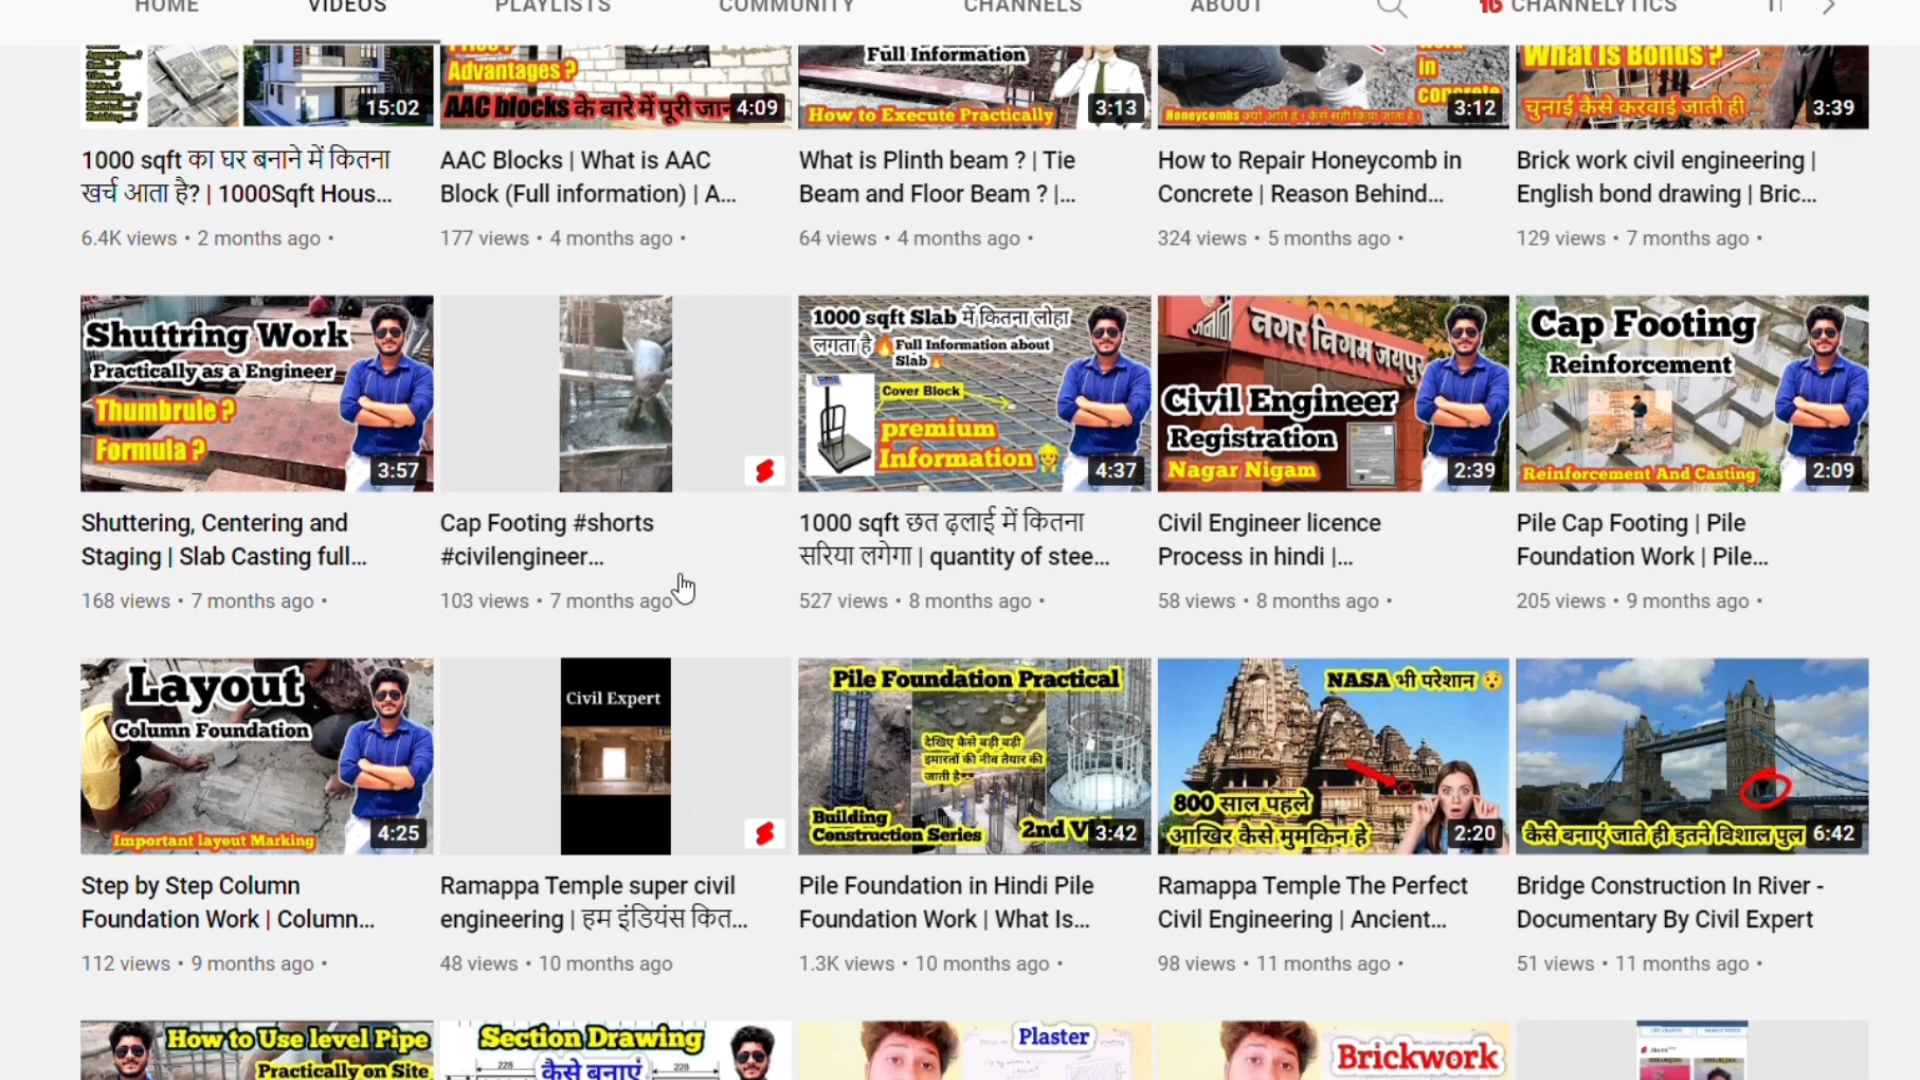 HOME VIDEOS PLAYLISTS COMMUNITY CHANNELS ABOUT CHANNELYTICS
15:02
Advantages ?
AAC blocks के बारे में पूरी
4:09
Full Information
How to Execute Practically
3:13
work
in
concrete
Honeycombs क्यों आते है । कैसे सही किया जाता है ।
3:12
What is Bonds ?
चुनाई कैसे करवाई जाती ही
3:39
1000 sqft का घर बनाने में कितना
खर्च आता है? | 1000Sqft Hous...
6.4K views • 2 months ago •
AAC Blocks | What is AAC
Block (Full information) | A...
177 views • 4 months ago •
What is Plinth beam ? | Tie
Beam and Floor Beam ? |...
64 views • 4 months ago •
How to Repair Honeycomb in
Concrete | Reason Behind...
324 views • 5 months ago •
Brick work civil engineering |
English bond drawing | Bric...
129 views • 7 months ago •
Shuttring Work
Practically as a Engineer
Thumbrule ?
Formula ?
3:57
1000 sqft Slab में कितना लोहा
लगता है Full Information about
Slab
Cover Block
premium
Information
4:37
नगर निगम जयपुर
Civil Engineer
Registration
Nagar Nigam
2:39
Cap Footing
Reinforcement
Reinforcement And Casting
2:09
Shuttering, Centering and
Staging | Slab Casting full...
168 views • 7 months ago •
Cap Footing #shorts
#civilengineer...
103 views • 7 months ago
1000 sqft छत ढ़लाई में कितना
सरिया लगेगा | quantity of stee...
527 views • 8 months ago •
Civil Engineer licence
Process in hindi |...
58 views • 8 months ago •
Pile Cap Footing | Pile
Foundation Work | Pile...
205 views • 9 months ago •
Layout
Column Foundation
Important layout Marking
4:25
Civil Expert
Pile Foundation Practical
देखिए कैसे बड़ी बड़ी
इमारतों की नीव तैयार की
जाती है
Building
Construction Series
2nd
3:42
NASA भी परेशान
800 साल पहले
आखिर कैसे मुमकिन है
2:20
कैसे बनाएं जाते ही इतने विशाल पुल
6:42
Step by Step Column
Foundation Work | Column...
112 views • 9 months ago •
Ramappa Temple super civil
engineering | हम इंडियंस कित...
48 views • 10 months ago
Pile Foundation in Hindi Pile
Foundation Work | What Is...
1.3K views • 10 months ago •
Ramappa Temple The Perfect
Civil Engineering | Ancient...
98 views • 11 months ago •
Bridge Construction In River -
Documentary By Civil Expert
51 views • 11 months ago •
How to Use level Pipe
Practically on Site
Section Drawing
228 कैसे बनाएं 228
Plaster
Brickwork